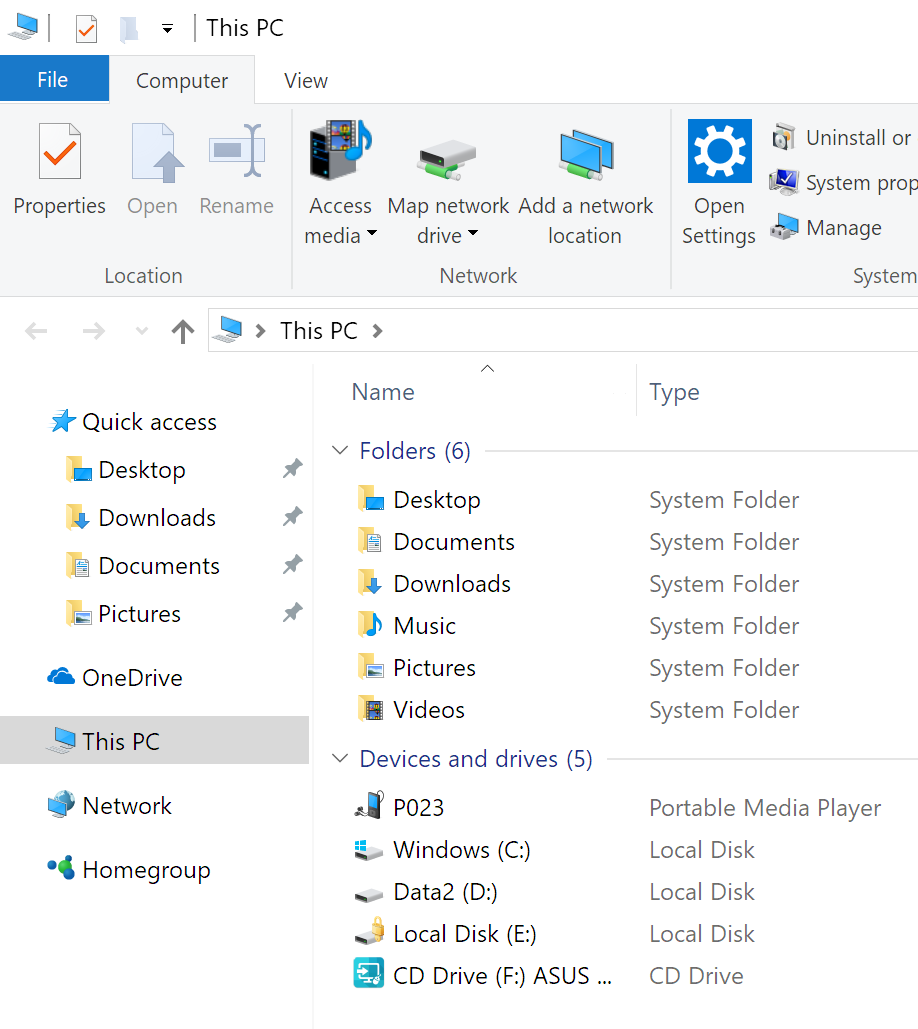 This PC
File Computer View
Properties Open Rename Access media Map network drive Add a network location Open Settings Uninstall or
System prop
Manage
Location Network System
This PC
Name Type
Quick access
Desktop
Downloads
Documents
Pictures
OneDrive
This PC
Network
Homegroup
Folders (6)
Desktop System Folder
Documents System Folder
Downloads System Folder
Music System Folder
Pictures System Folder
Videos System Folder
Devices and drives (5)
P023 Portable Media Player
Windows (C:) Local Disk
Data2 (D:) Local Disk
Local Disk (E:) Local Disk
CD Drive (F:) ASUS ... CD Drive